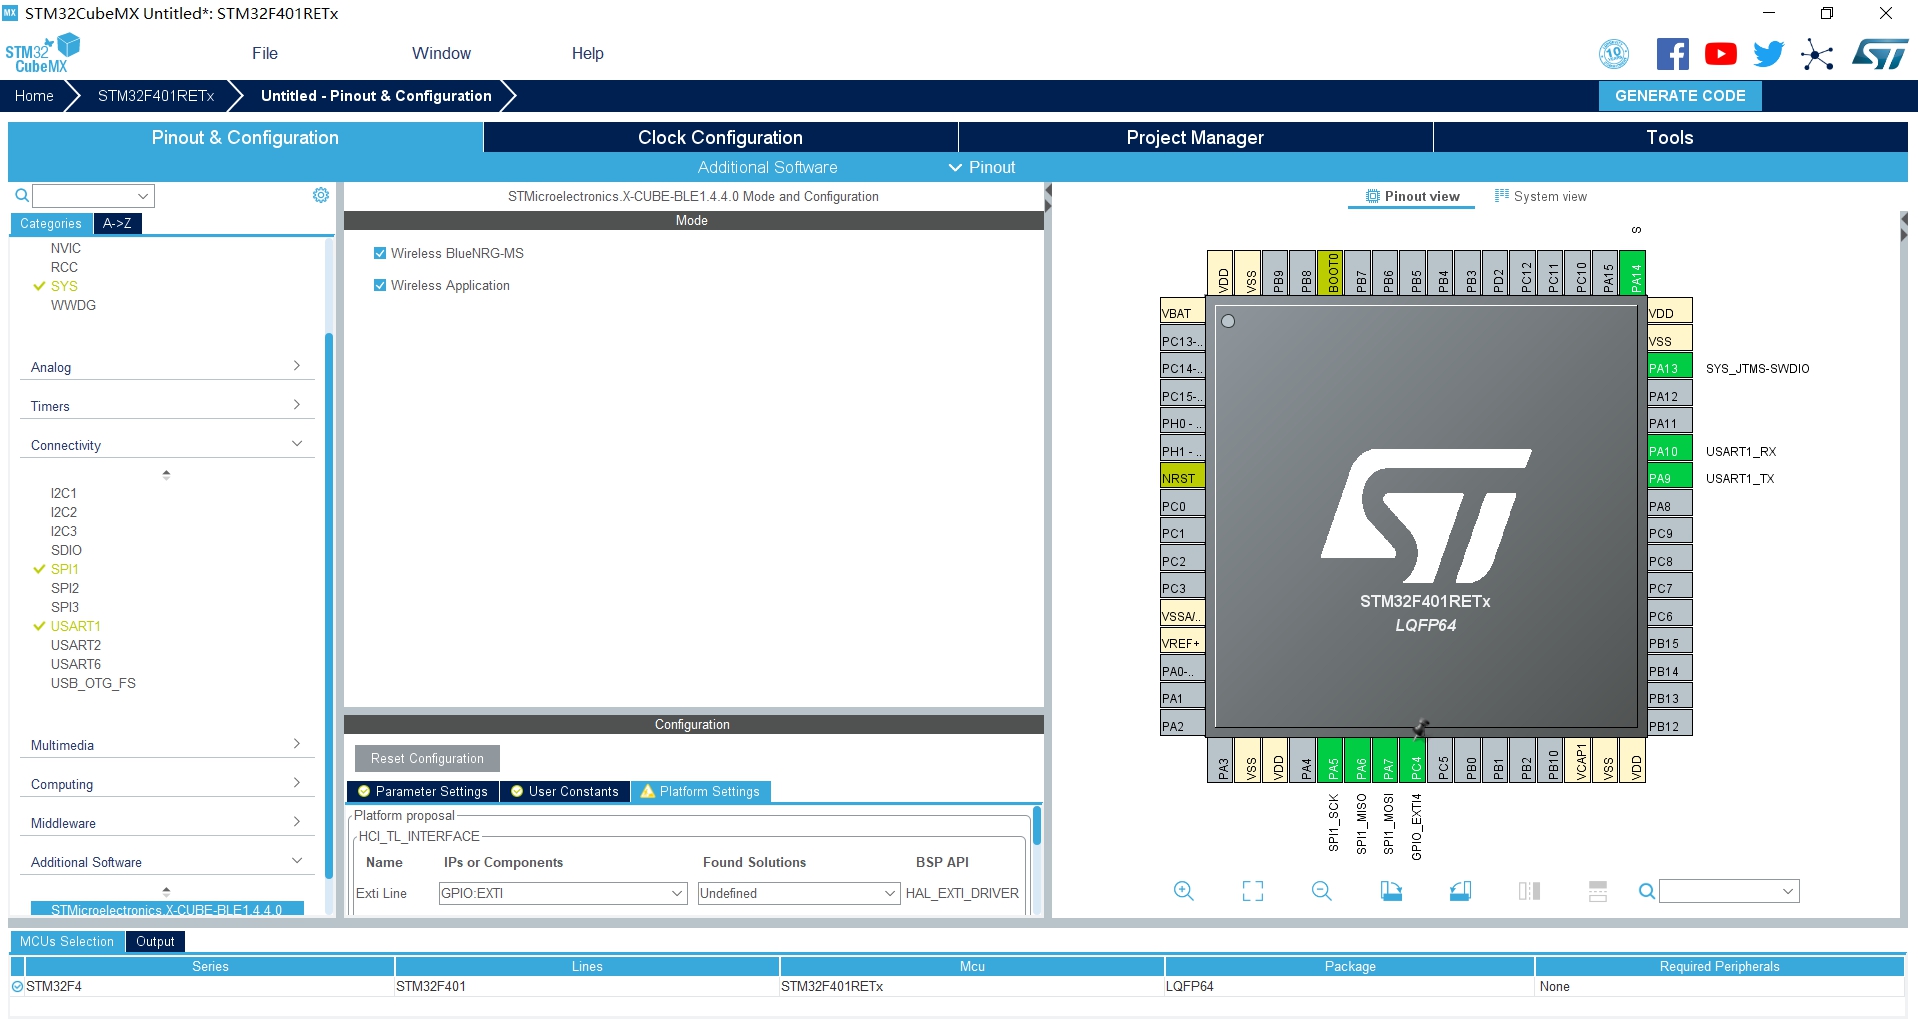 MX STM32CubeMX Untitled*: STM32F401RETx
STM32 CubeMX
File Window Help
10
Home STM32F401RETx Untitled - Pinout & Configuration GENERATE CODE
Pinout & Configuration Clock Configuration Project Manager Tools
Additional Software Pinout
Categories A->Z
NVIC
RCC
SYS
WWDG
Analog
Timers
Connectivity
I2C1
I2C2
I2C3
SDIO
SPI1
SPI2
SPI3
USART1
USART2
USART6
USB_OTG_FS
Multimedia
Computing
Middleware
Additional Software
STMicroelectronics.X-CUBE-BLE1.4.4.0
STMicroelectronics.X-CUBE-BLE1.4.4.0 Mode and Configuration
Mode
Wireless BlueNRG-MS
Wireless Application
Configuration
Reset Configuration
Parameter Settings User Constants Platform Settings
Platform proposal
HCI_TL_INTERFACE
Name IPs or Components Found Solutions BSP API
Exti Line GPIO:EXTI Undefined HAL_EXTI_DRIVER
Pinout view System view
S
VDD VSS PB9 PB8 BOOT0 PB7 PB6 PB5 PB4 PB3 PD2 PC12 PC11 PC10 PA15 PA14
VBAT
PC13-..
PC14-..
PC15-..
PH0 - ..
PH1 - ..
NRST
PC0
PC1
PC2
PC3
VSSA/..
VREF+
PA0-..
PA1
PA2
ST
STM32F401RETx
LQFP64
VDD
VSS
PA13 SYS_JTMS-SWDIO
PA12
PA11
PA10 USART1_RX
PA9 USART1_TX
PA8
PC9
PC8
PC7
PC6
PB15
PB14
PB13
PB12
PA3 VSS VDD PA4 PA5 PA6 PA7 PC4 PC5 PB0 PB1 PB2 PB10 VCAP1 VSS VDD
SPI1_SCK SPI1_MISO SPI1_MOSI GPIO_EXTI4
MCUs Selection Output
Series Lines Mcu Package Required Peripherals
STM32F4 STM32F401 STM32F401RETx LQFP64 None